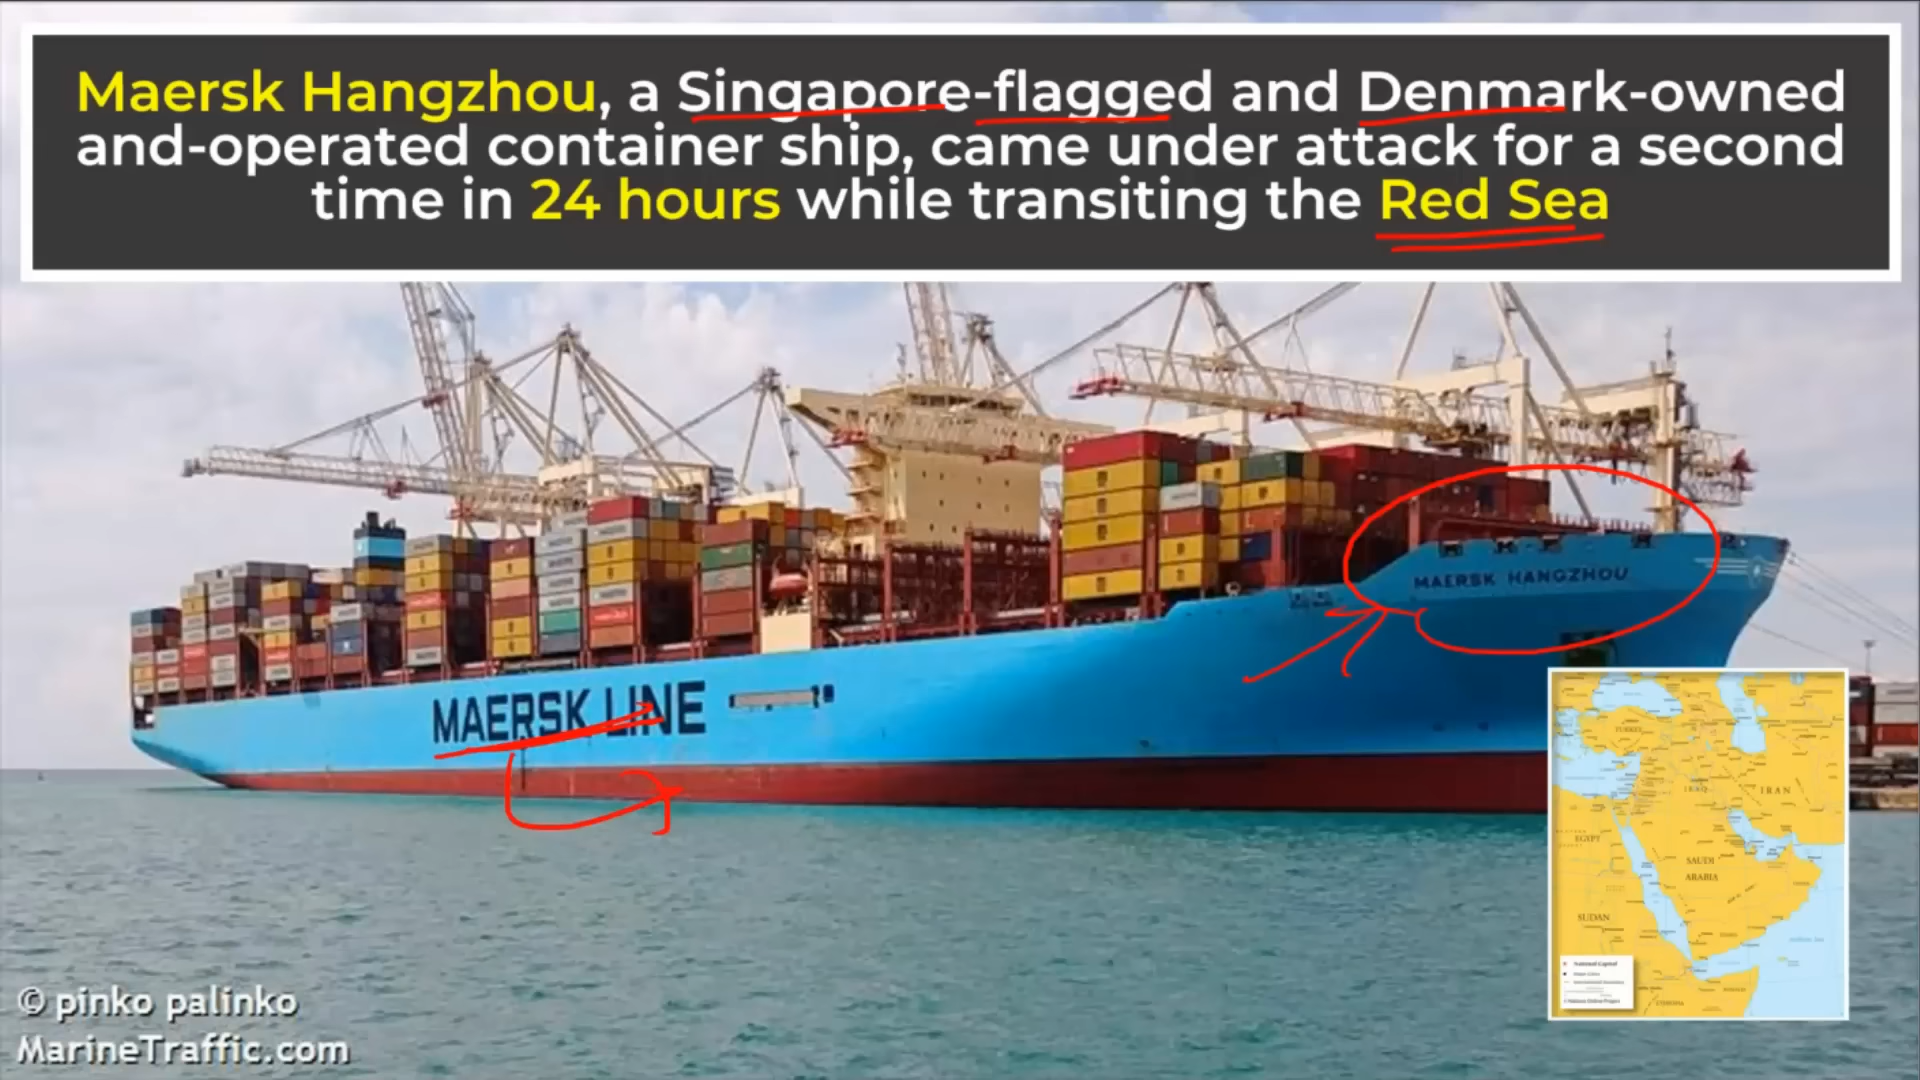 Maersk Hangzhou, a Singapore-flagged and Denmark-owned
and-operated container ship, came under attack for a second
time in 24 hours while transiting the Red Sea
MAERSK HANGZHOU
MAERSK LINE
TURKEY
IRAQ
IRAN
EGYPT
SAUDI
ARABIA
SUDAN
© pinko palinko
MarineTraffic.com